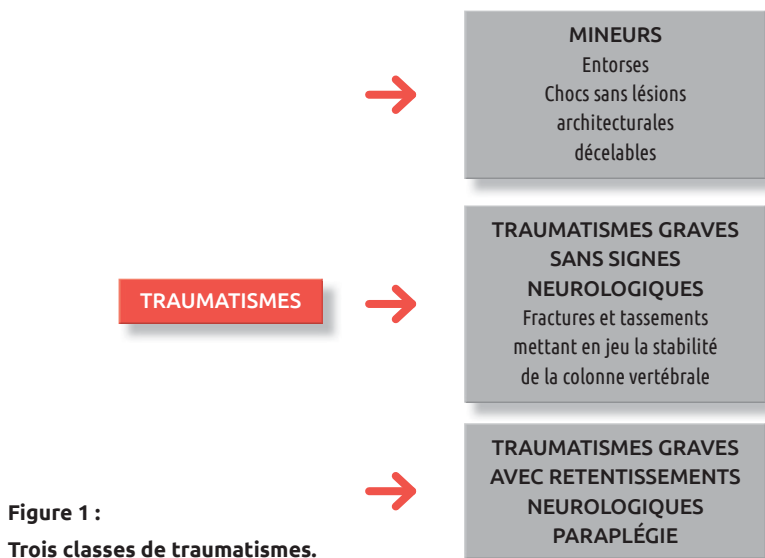 MINEURS
Entorses
Chocs sans lésions
architecturales
décelables
TRAUMATISMES
TRAUMATISMES GRAVES
SANS SIGNES
NEUROLOGIQUES
Fractures et tassements
mettant en jeu la stabilité
de la colonne vertébrale
TRAUMATISMES GRAVES
AVEC RETENTISSEMENTS
NEUROLOGIQUES
PARAPLÉGIE
Figure 1 :
Trois classes de traumatismes.